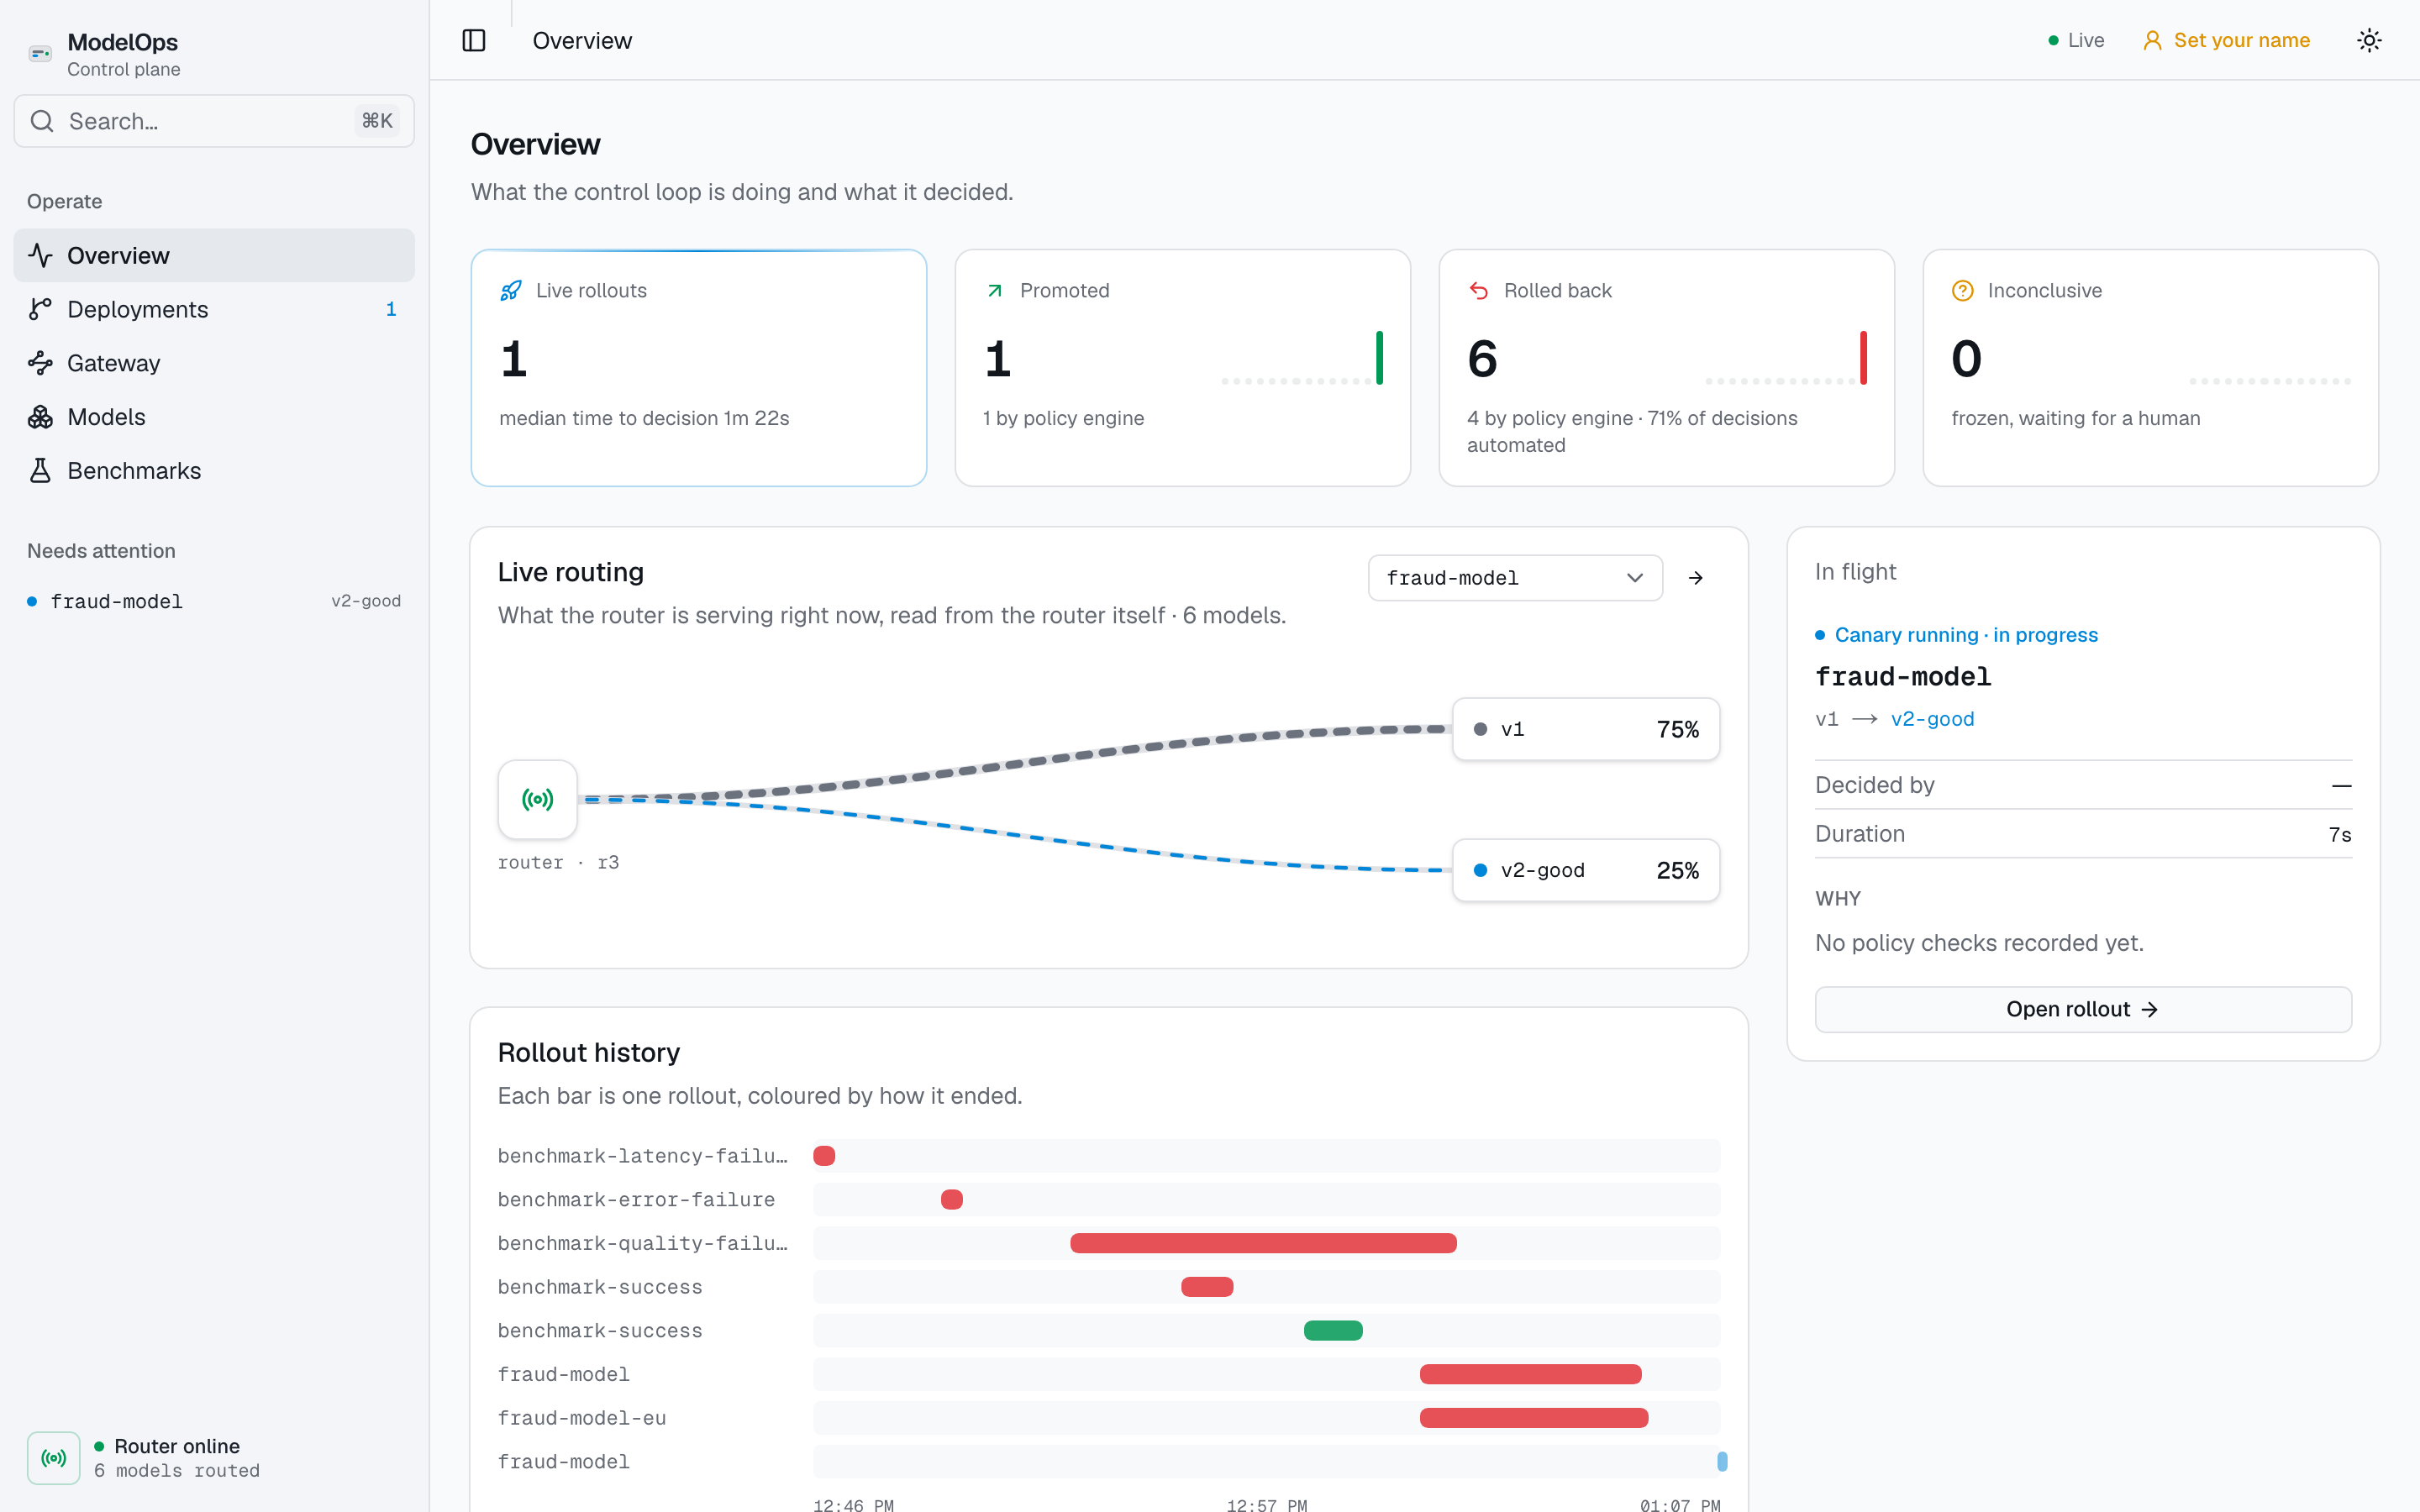 ModelOps
Control plane
Search...
⌘K
Operate
Overview
Deployments
1
Gateway
Models
Benchmarks
Needs attention
fraud-model
v2-good
Router online
6 models routed
Overview
Live
Set your name
Overview
What the control loop is doing and what it decided.
Live rollouts
1
median time to decision 1m 22s
Promoted
1
1 by policy engine
Rolled back
6
4 by policy engine · 71% of decisions
automated
Inconclusive
0
frozen, waiting for a human
Live routing
fraud-model
What the router is serving right now, read from the router itself · 6 models.
v1
75%
router · r3
v2-good
25%
In flight
Canary running · in progress
fraud-model
v1 → v2-good
Decided by
—
Duration
7s
WHY
No policy checks recorded yet.
Open rollout →
Rollout history
Each bar is one rollout, coloured by how it ended.
benchmark-latency-failu…
benchmark-error-failure
benchmark-quality-failu…
benchmark-success
benchmark-success
fraud-model
fraud-model-eu
fraud-model
12:46 PM
12:57 PM
01:07 PM